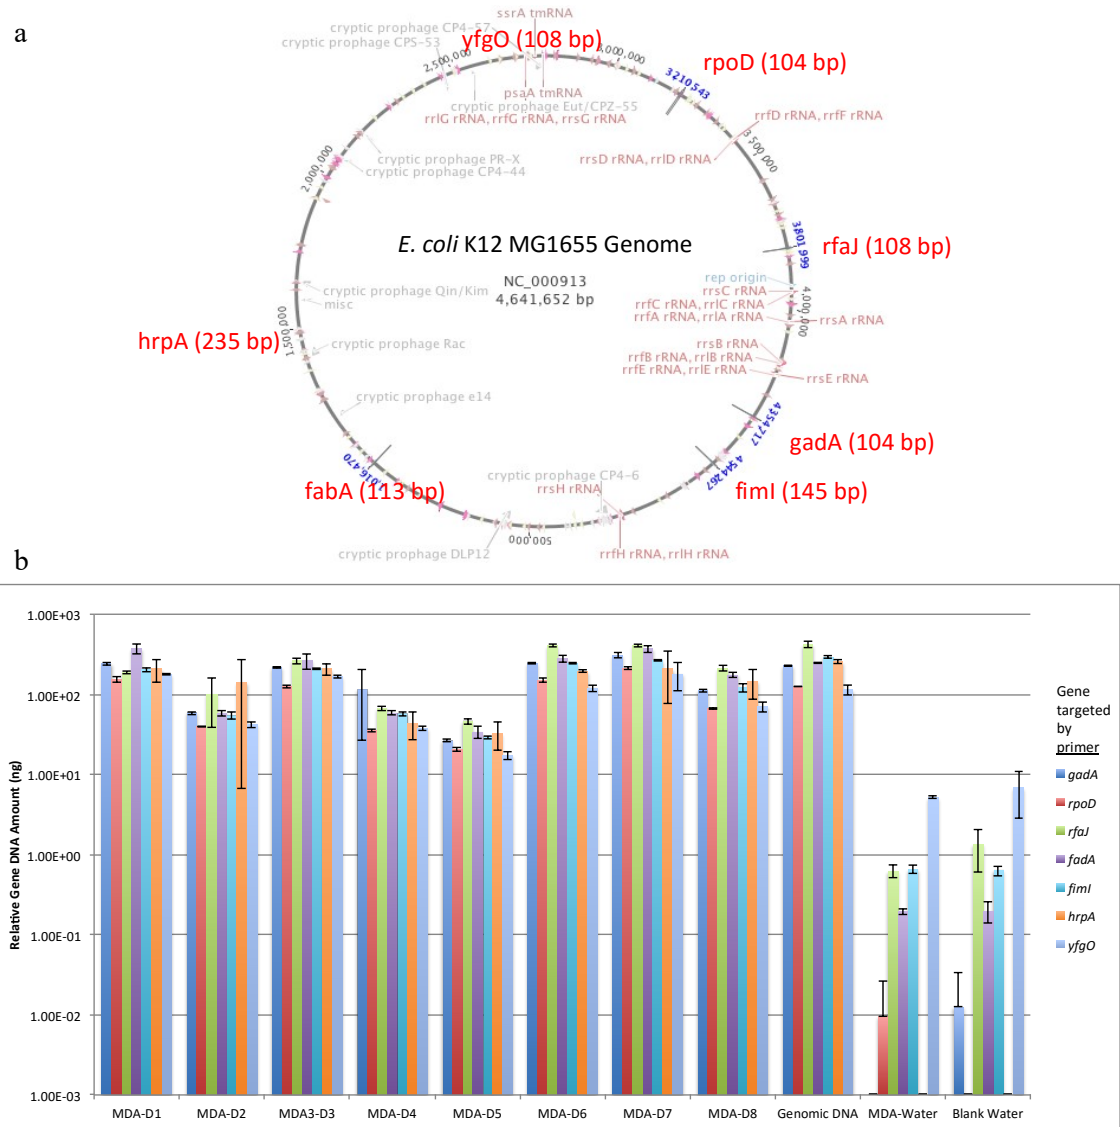 a
ssrA tmRNA
cryptic prophage CP4-57
yfgO (108 bp)
cryptic prophage CPS-53
2,500,000
3,000,000
rpoD (104 bp)
3210543
psaA tmRNA
cryptic prophage Eut/CPZ-55
rrlG rRNA, rrfG rRNA, rrsG rRNA
rrfD rRNA, rrfF rRNA
3,500,000
cryptic prophage PR-X
rrsD rRNA, rrlD rRNA
cryptic prophage CP4-44
2,000,000
3801999
E. coli K12 MG1655 Genome
rfaJ (108 bp)
NC_000913
rep origin
4,641,652 bp
cryptic prophage Qin/Kim
rrsC rRNA
misc
rrfC rRNA, rrlC rRNA
4,000,000
rrfA rRNA, rrlA rRNA
rrsA rRNA
1,500,000
hrpA (235 bp)
cryptic prophage Rac
rrsB rRNA
rrfB rRNA, rrlB rRNA
rrfE rRNA, rrlE rRNA
rrsE rRNA
cryptic prophage e14
4354717
gadA (104 bp)
1,016,470
4544267
cryptic prophage CP4-6
fabA (113 bp)
rrsH rRNA
fimI (145 bp)
500,000
cryptic prophage DLP12
rrfH rRNA, rrlH rRNA
b
Relative Gene DNA Amount (ng)
1.00E+03
1.00E+02
1.00E+01
1.00E+00
1.00E-01
1.00E-02
1.00E-03
MDA-D1
MDA-D2
MDA3-D3
MDA-D4
MDA-D5
MDA-D6
MDA-D7
MDA-D8
Genomic DNA
MDA-Water
Blank Water
Gene
targeted
by
primer
gadA
rpoD
rfaJ
fadA
fimI
hrpA
yfgO